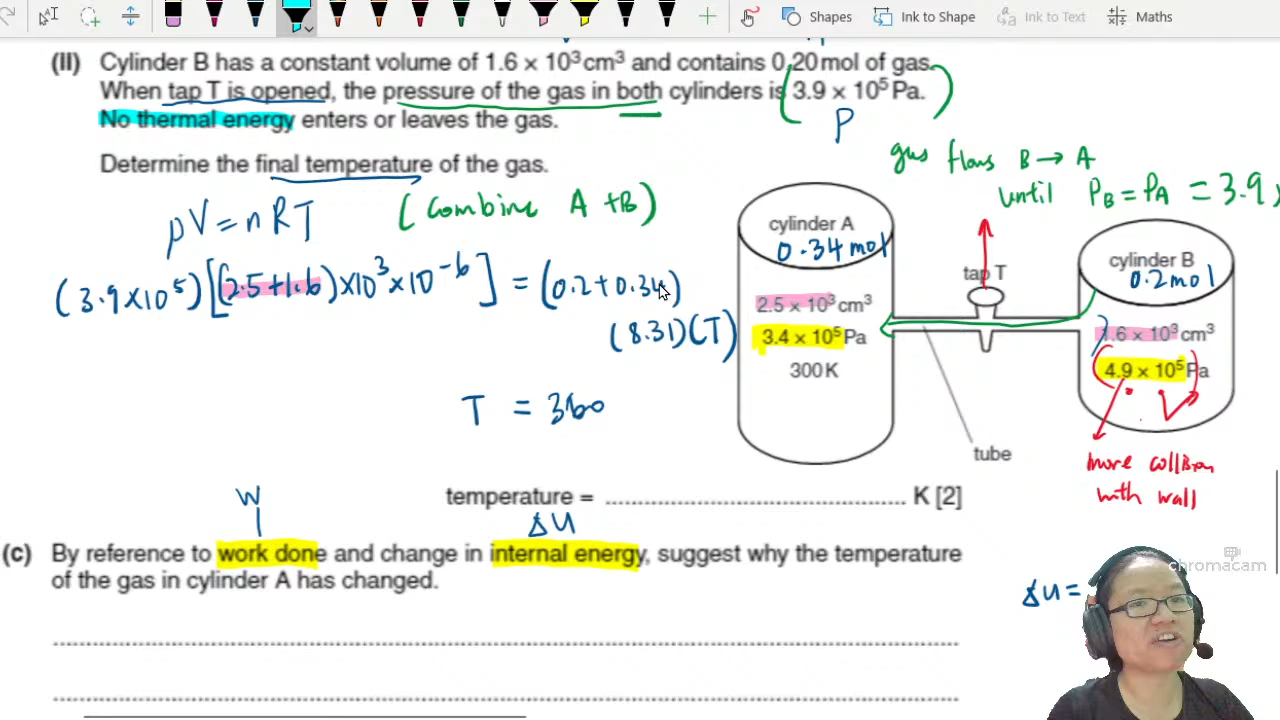 Shapes Ink to Shape Ink to Text Maths
(II) Cylinder B has a constant volume of 1.6 × 10³ cm³ and contains 0.20 mol of gas.
When tap T is opened, the pressure of the gas in both cylinders is 3.9 × 10⁵ Pa.
No thermal energy enters or leaves the gas.
P
Determine the final temperature of the gas.
gas flows B → A
until P_B = P_A = 3.9
pV = nRT (Combine A + B)
(3.9 × 10⁵) [(2.5 + 1.6) × 10³ × 10⁻⁶] = (0.2 + 0.34)
(8.31)(T)
T = 360
cylinder A
0.34 mol
2.5 × 10³ cm³
3.4 × 10⁵ Pa
300 K
tap T
tube
cylinder B
0.2 mol
1.6 × 10³ cm³
4.9 × 10⁵ Pa
more collision
with wall
temperature = .................................................. K [2]
W
ΔU
(c) By reference to work done and change in internal energy, suggest why the temperature
of the gas in cylinder A has changed.
ΔU =
chromacam